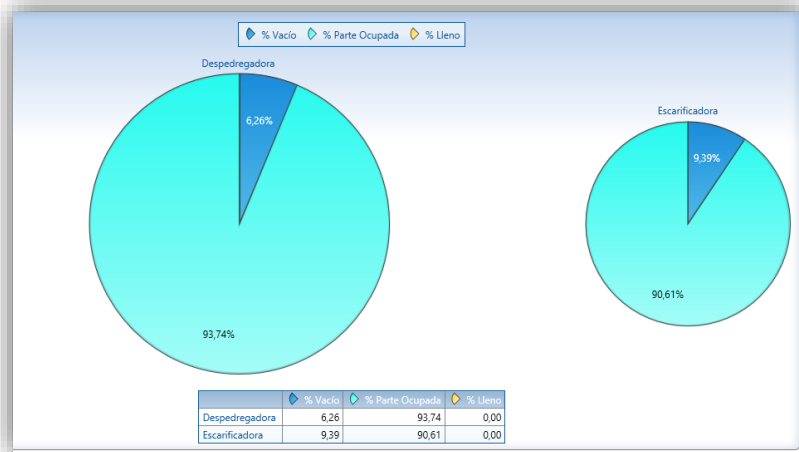 % Vacío % Parte Ocupada % Lleno
Despedregadora
6,26%
93,74%
Escarificadora
9,39%
90,61%
% Vacío % Parte Ocupada % Lleno
Despedregadora 6,26 93,74 0,00
Escarificadora 9,39 90,61 0,00